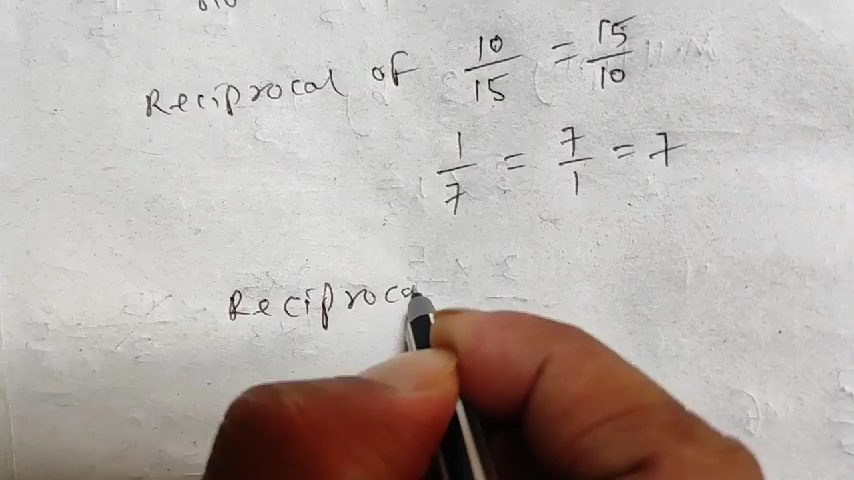 Reciprocal of 10/15 = 15/10
1/7 = 7/1 = 7
Reciproca